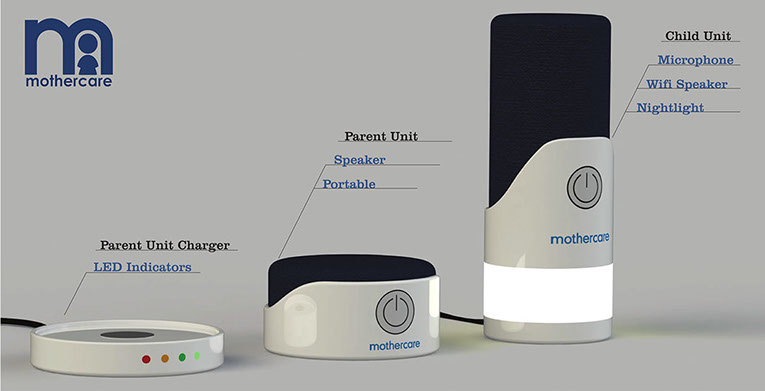 mothercare
Child Unit
Microphone
Wifi Speaker
Nightlight
Parent Unit
Speaker
Portable
Parent Unit Charger
LED Indicators
mothercare
mothercare